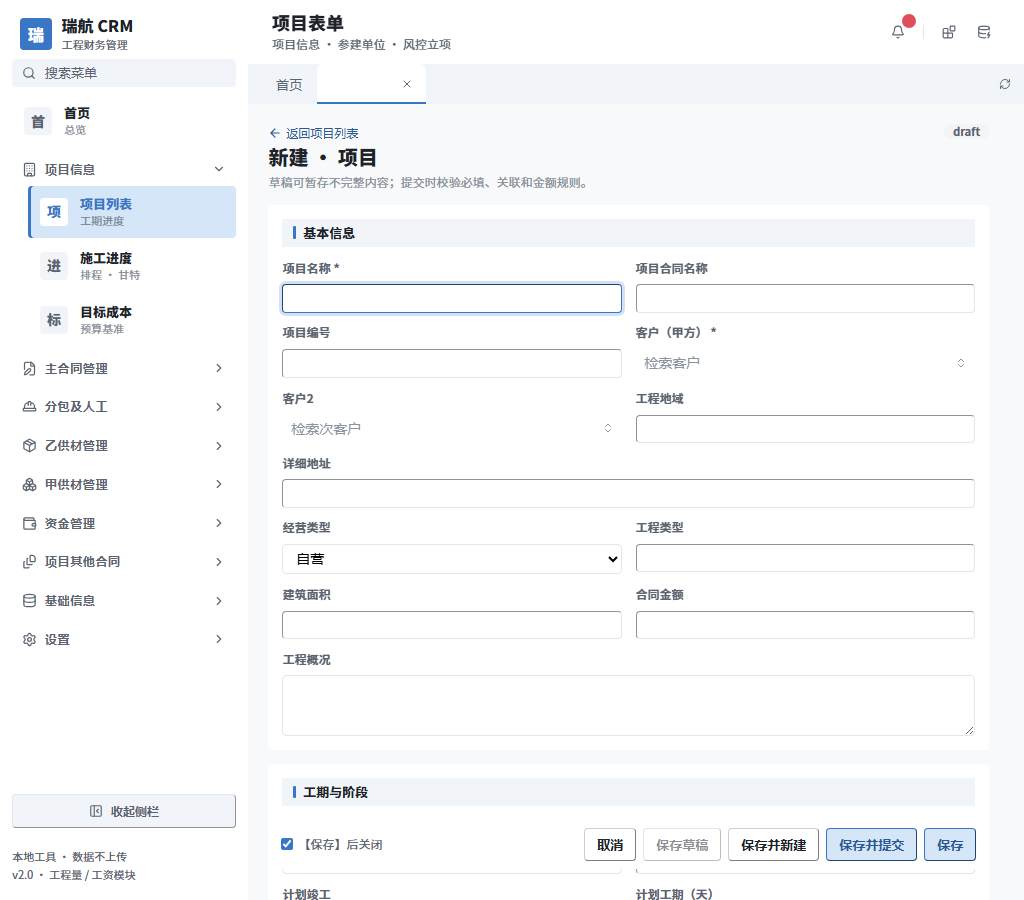 瑞
瑞航 CRM
工程财务管理
搜索菜单
首
首页
总览
项目信息
项
项目列表
工期进度
进
施工进度
排程 · 甘特
标
目标成本
预算基准
主合同管理
分包及人工
乙供材管理
甲供材管理
资金管理
项目其他合同
基础信息
设置
收起侧栏
本地工具 · 数据不上传
v2.0 · 工程量 / 工资模块
项目表单
项目信息 · 参建单位 · 风控立项
首页
返回项目列表
draft
新建 · 项目
草稿可暂存不完整内容；提交时校验必填、关联和金额规则。
基本信息
项目名称 *
项目合同名称
项目编号
客户（甲方） *
检索客户
客户2
检索次客户
工程地域
详细地址
经营类型
自营
工程类型
建筑面积
合同金额
工程概况
工期与阶段
【保存】后关闭
取消
保存草稿
保存并新建
保存并提交
保存
计划竣工
计划工期（天）